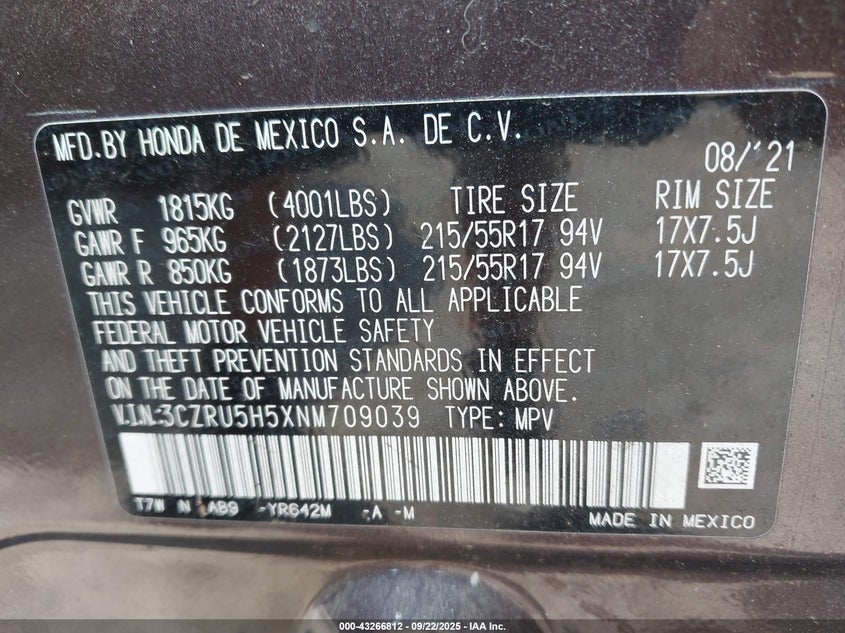 MFD.BY HONDA DE MEXICO S.A. DE C.V. 08/'21
GVWR 1815KG (4001LBS) TIRE SIZE RIM SIZE
GAWR F 965KG (2127LBS) 215/55R17 94V 17X7.5J
GAWR R 850KG (1873LBS) 215/55R17 94V 17X7.5J
THIS VEHICLE CONFORMS TO ALL APPLICABLE
FEDERAL MOTOR VEHICLE SAFETY
AND THEFT PREVENTION STANDARDS IN EFFECT
ON THE DATE OF MANUFACTURE SHOWN ABOVE.
V.I.N:3CZRU5H5XNM709039 TYPE:MPV
T7W N AB9 -YR642M -A -M
MADE IN MEXICO
000-43266812 - 09/22/2025 - IAA Inc.